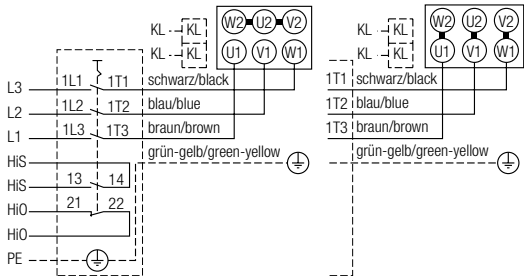 W2 U2 V2
KL KL
KL KL
U1 V1 W1
L3 1L1 1T1 schwarz/black
L2 1L2 1T2 blau/blue
L1 1L3 1T3 braun/brown
grün-gelb/green-yellow
HiS
HiS 13 14
HiO 21 22
HiO
PE
W2 U2 V2
KL KL
KL KL
U1 V1 W1
1T1 schwarz/black
1T2 blau/blue
1T3 braun/brown
grün-gelb/green-yellow